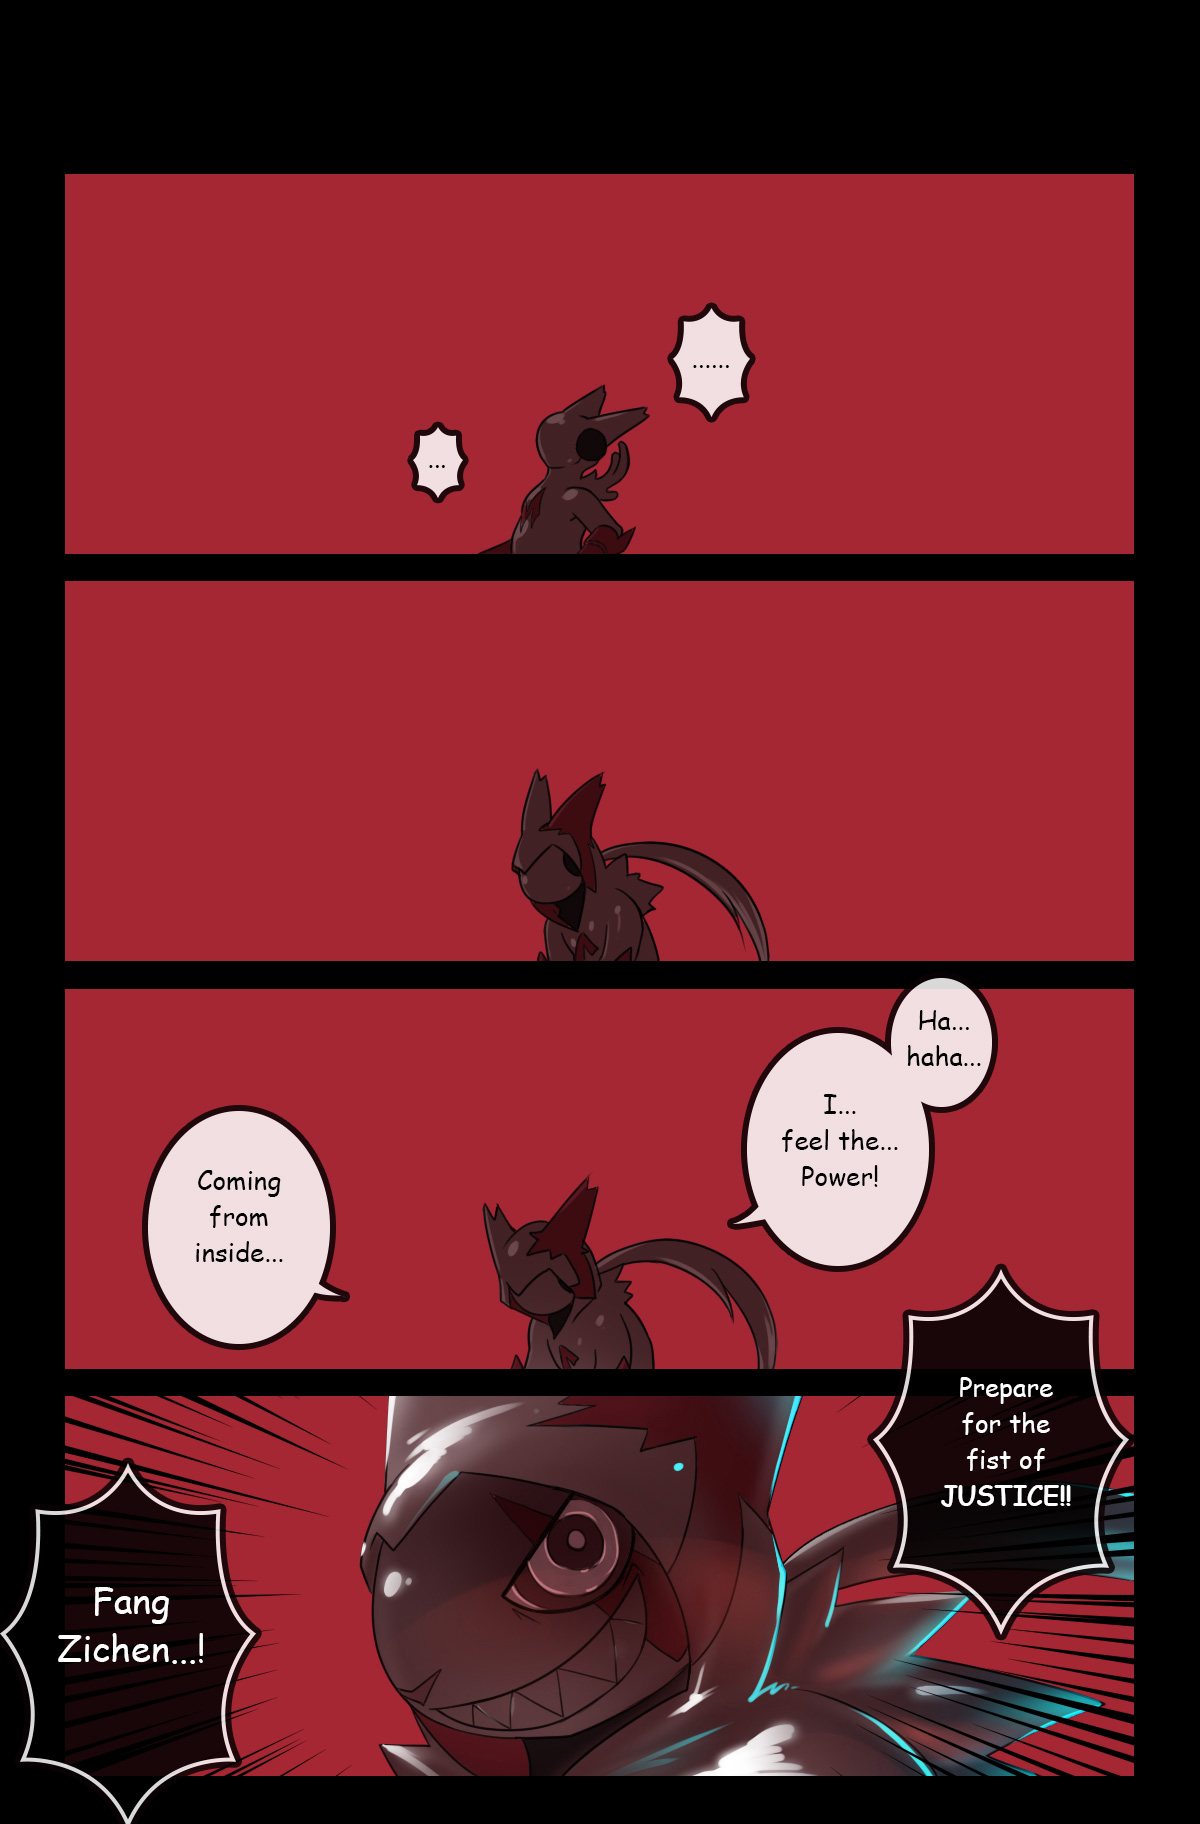 ......
...
Ha...
haha...
I...
feel the...
Power!
Coming
from
inside...
Prepare
for the
fist of
JUSTICE!!
Fang
Zichen...!